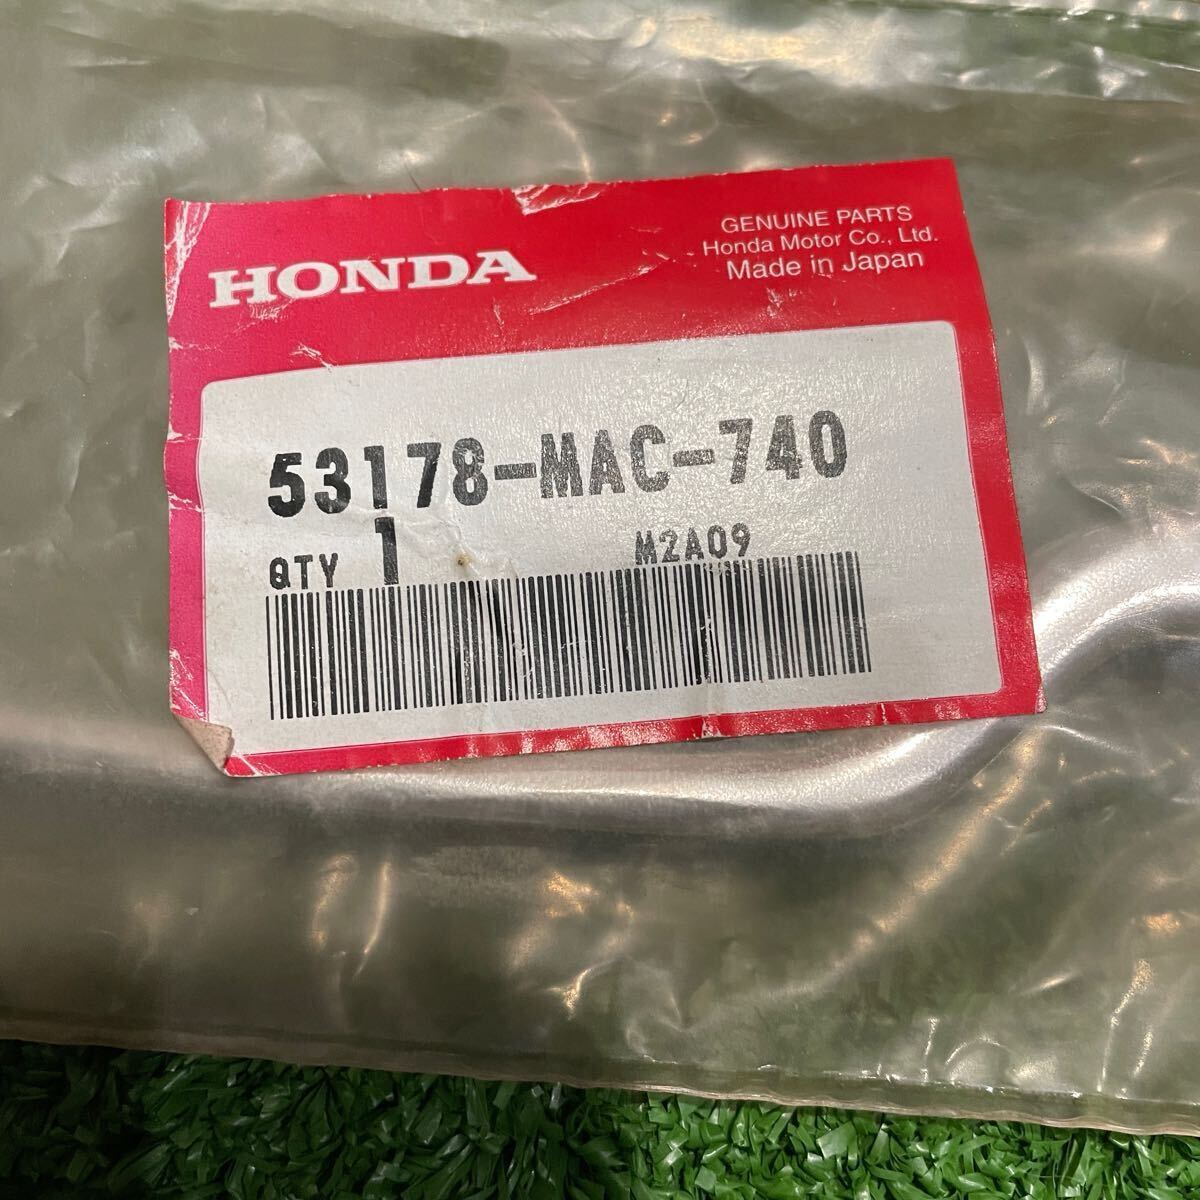 HONDA
GENUINE PARTS
Honda Motor Co., Ltd.
Made in Japan
53178-MAC-740
QTY 1 M2A09